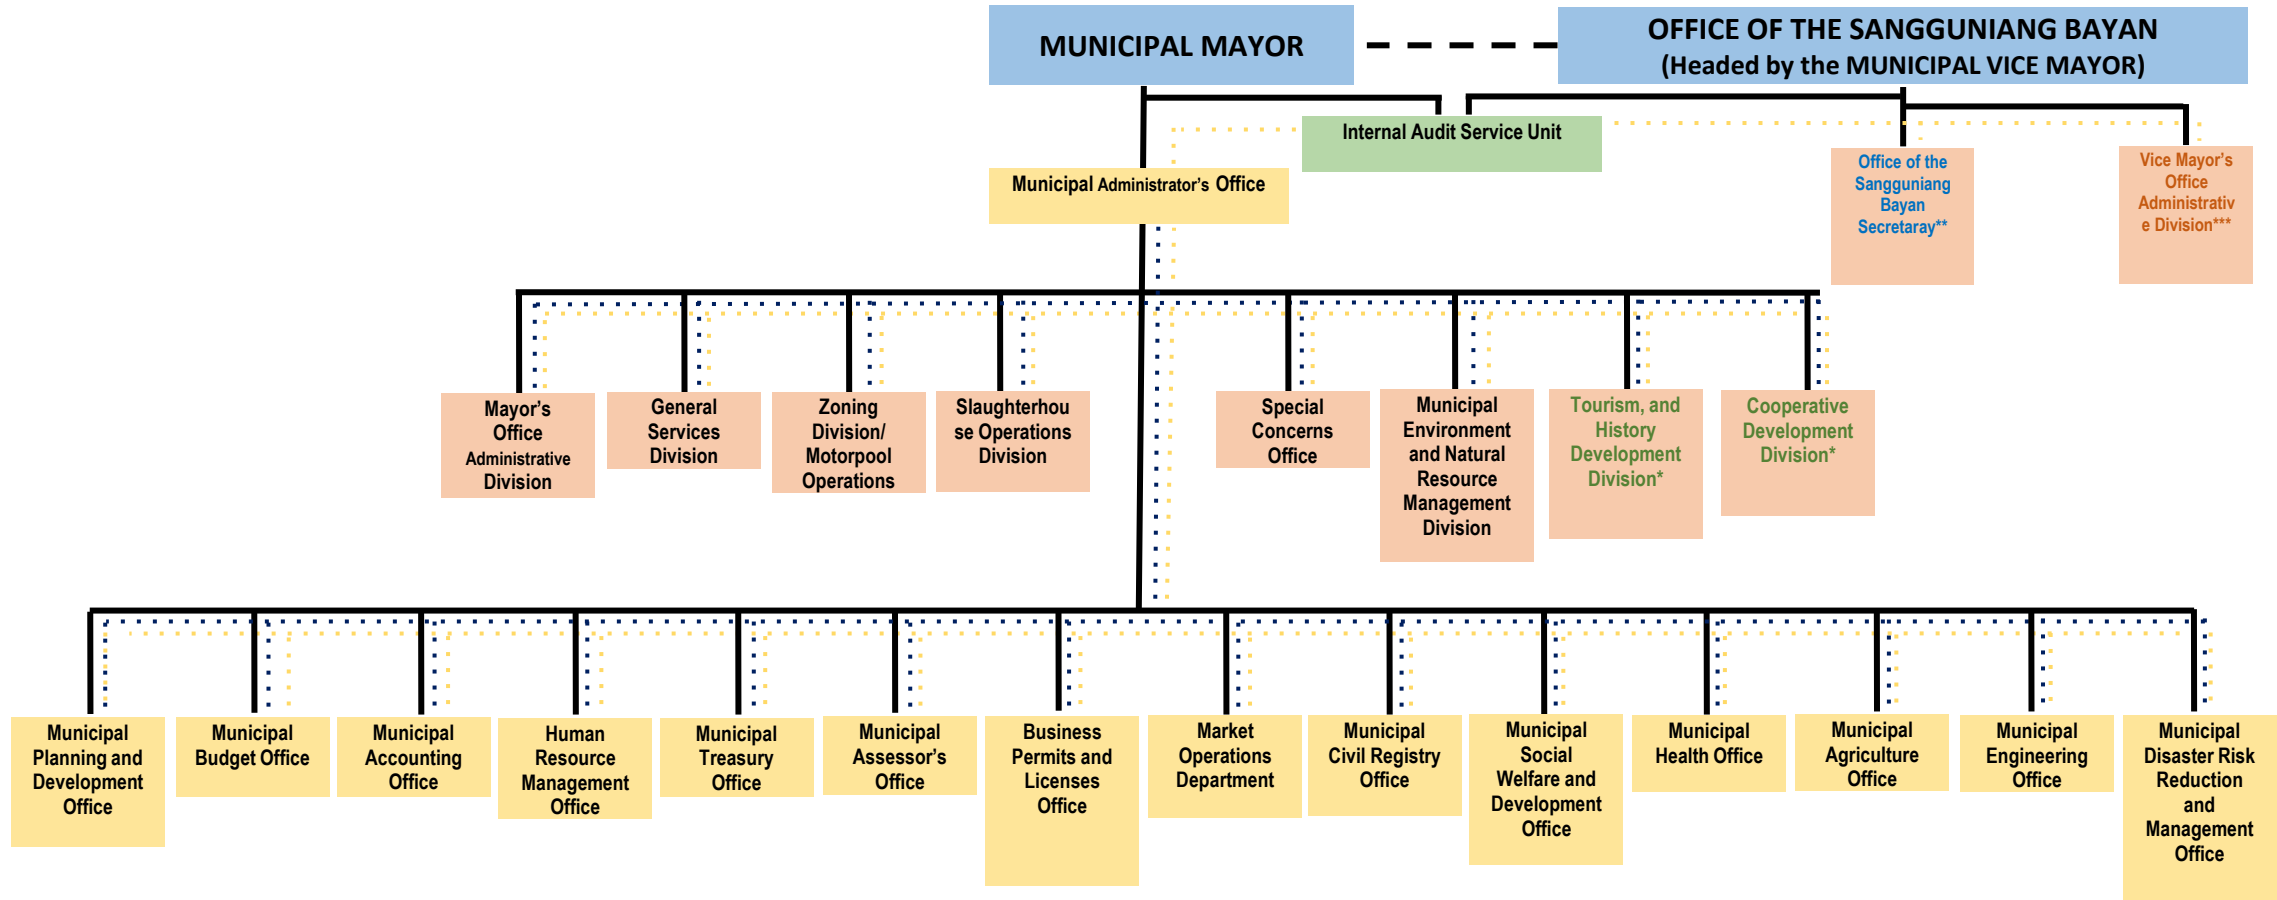 MUNICIPAL MAYOR
OFFICE OF THE SANGGUNIANG BAYAN
(Headed by the MUNICIPAL VICE MAYOR)
Internal Audit Service Unit
Municipal Administrator's Office
Office of the
Sangguniang
Bayan
Secretaray**
Vice Mayor's
Office
Administrativ
e Division***
Mayor's
Office
Administrative
Division
General
Services
Division
Zoning
Division/
Motorpool
Operations
Slaughterhou
se Operations
Division
Special
Concerns
Office
Municipal
Environment
and Natural
Resource
Management
Division
Tourism, and
History
Development
Division*
Cooperative
Development
Division*
Municipal
Planning and
Development
Office
Municipal
Budget Office
Municipal
Accounting
Office
Human
Resource
Management
Office
Municipal
Treasury
Office
Municipal
Assessor's
Office
Business
Permits and
Licenses
Office
Market
Operations
Department
Municipal
Civil Registry
Office
Municipal
Social
Welfare and
Development
Office
Municipal
Health Office
Municipal
Agriculture
Office
Municipal
Engineering
Office
Municipal
Disaster Risk
Reduction
and
Management
Office